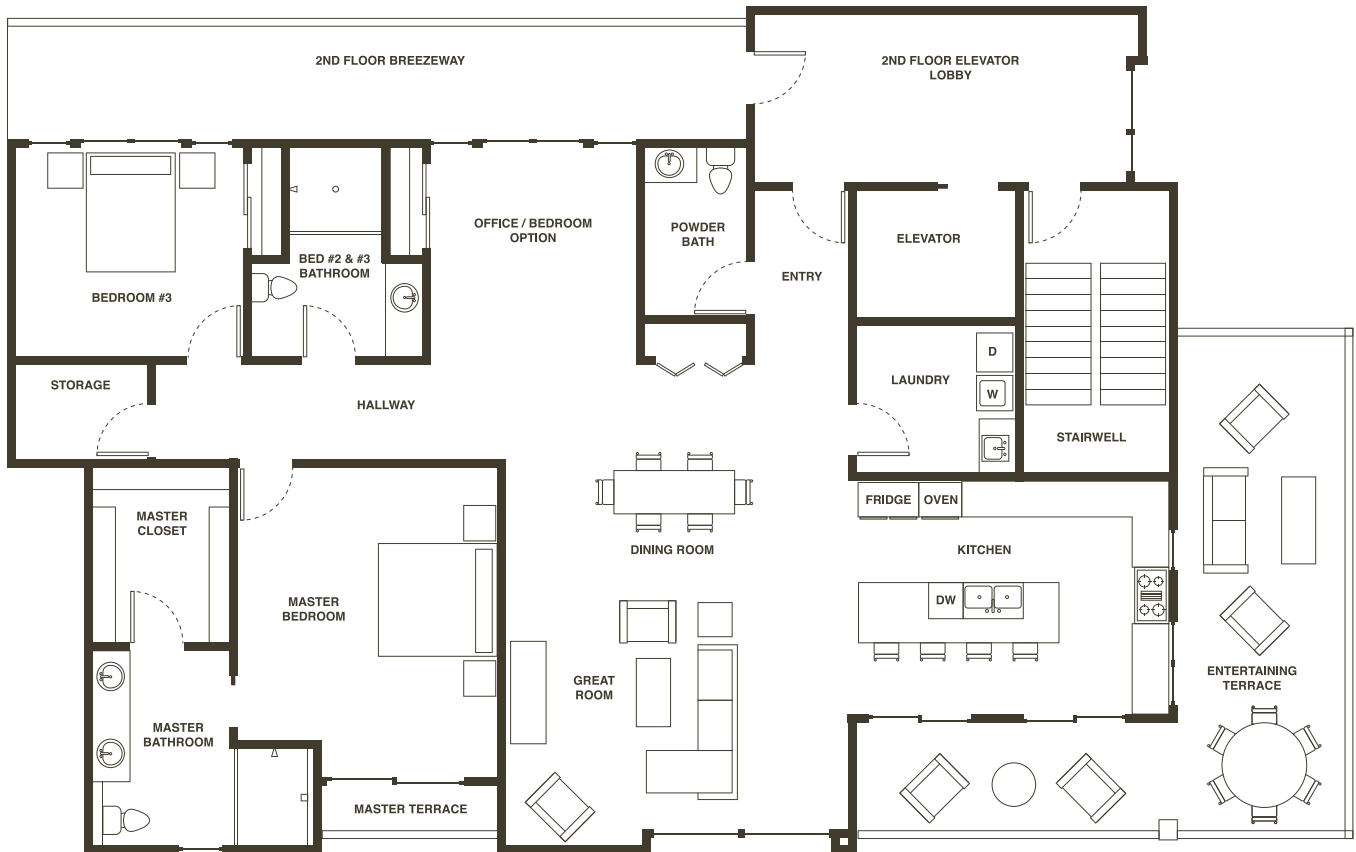 2ND FLOOR BREEZEWAY
2ND FLOOR ELEVATOR
LOBBY
OFFICE / BEDROOM
OPTION
POWDER
BATH
ELEVATOR
BED #2 & #3
BATHROOM
ENTRY
BEDROOM #3
D
W
LAUNDRY
STORAGE
HALLWAY
STAIRWELL
FRIDGE
OVEN
MASTER
CLOSET
DINING ROOM
KITCHEN
DW
MASTER
BEDROOM
GREAT
ROOM
ENTERTAINING
TERRACE
MASTER
BATHROOM
MASTER TERRACE